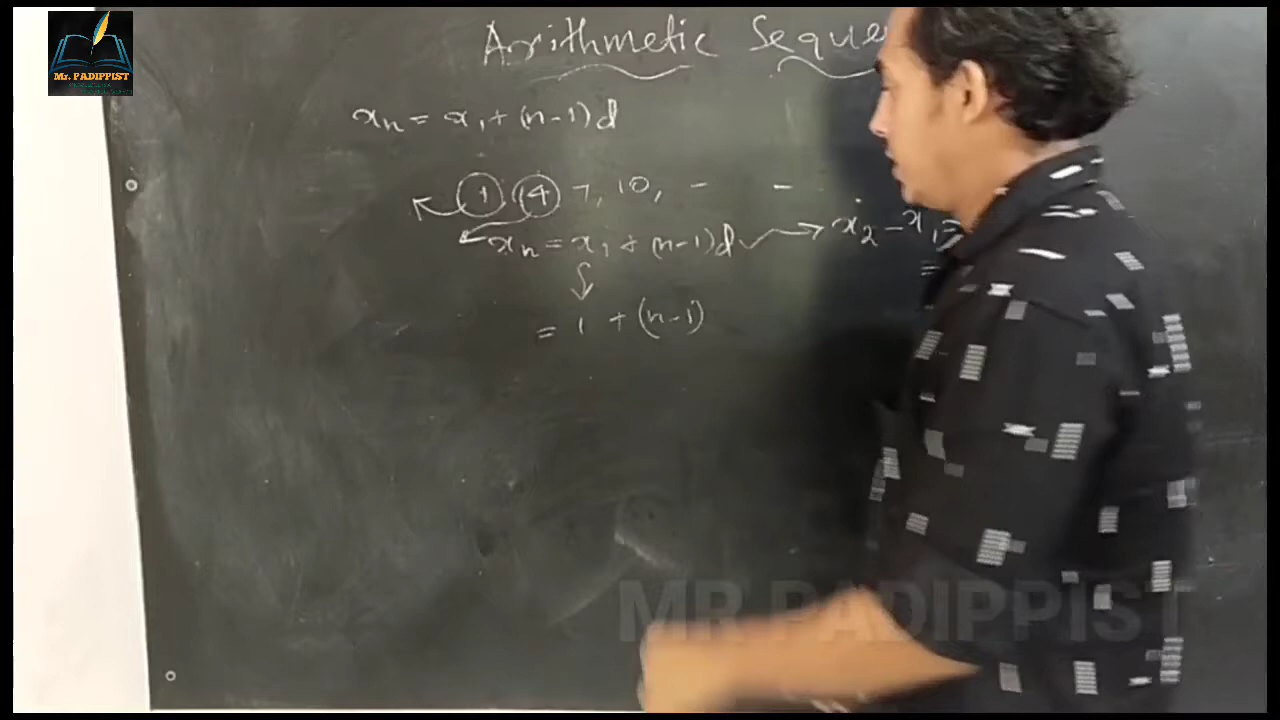 Mr. PADIPPIST
Arithmetic Seque
xₙ = x₁ + (n-1)d
1 4 7, 10, - -
xₙ = x₁ + (n-1)d → x₂ - x₁ =
=
= 1 + (n-1)
MR PADIPPIST